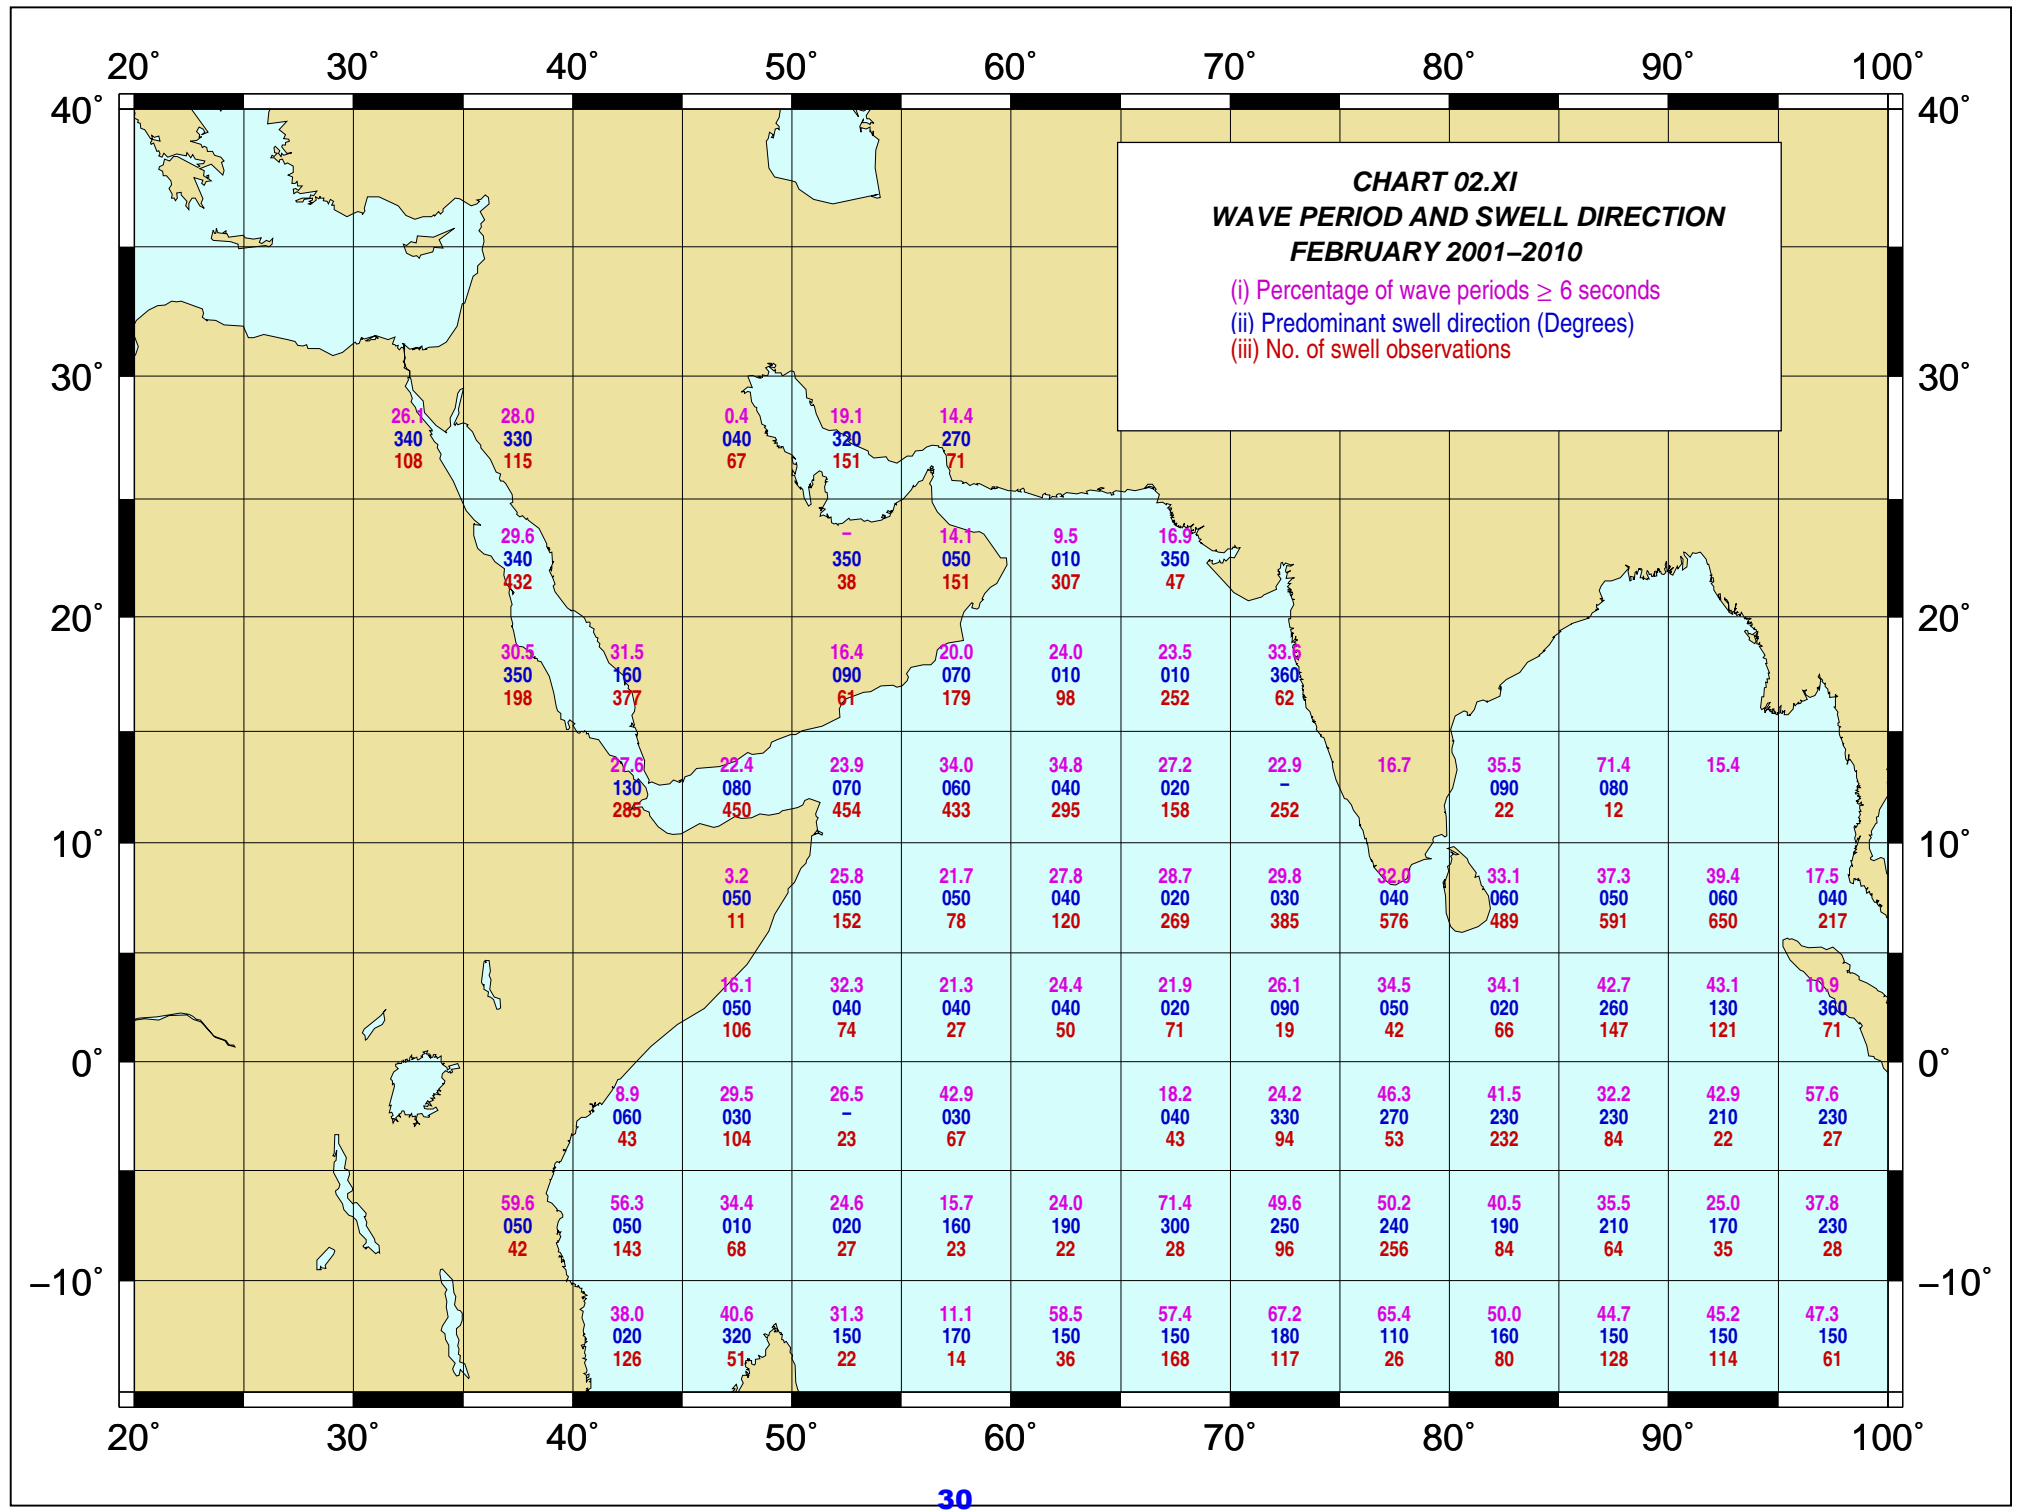 20° 30° 40° 50° 60° 70° 80° 90° 100°
40° 40°
CHART 02.XI
WAVE PERIOD AND SWELL DIRECTION
FEBRUARY 2001–2010
(i) Percentage of wave periods ≥ 6 seconds
(ii) Predominant swell direction (Degrees)
(iii) No. of swell observations
30° 30°
26.1 28.0 0.4 19.1 14.4
340 330 040 320 270
108 115 67 151 71
29.6 – 14.1 9.5 16.9
340 350 050 010 350
432 38 151 307 47
20° 20°
30.5 31.5 16.4 20.0 24.0 23.5 33.6
350 160 090 070 010 010 360
198 377 61 179 98 252 62
27.6 22.4 23.9 34.0 34.8 27.2 22.9 16.7 35.5 71.4 15.4
130 080 070 060 040 020 – 090 080
285 450 454 433 295 158 252 22 12
10° 10°
3.2 25.8 21.7 27.8 28.7 29.8 32.0 33.1 37.3 39.4 17.5
050 050 050 040 020 030 040 060 050 060 040
11 152 78 120 269 385 576 489 591 650 217
16.1 32.3 21.3 24.4 21.9 26.1 34.5 34.1 42.7 43.1 10.9
050 040 040 040 020 090 050 020 260 130 360
106 74 27 50 71 19 42 66 147 121 71
0° 0°
8.9 29.5 26.5 42.9 18.2 24.2 46.3 41.5 32.2 42.9 57.6
060 030 – 030 040 330 270 230 230 210 230
43 104 23 67 43 94 53 232 84 22 27
59.6 56.3 34.4 24.6 15.7 24.0 71.4 49.6 50.2 40.5 35.5 25.0 37.8
050 050 010 020 160 190 300 250 240 190 210 170 230
42 143 68 27 23 22 28 96 256 84 64 35 28
–10° –10°
38.0 40.6 31.3 11.1 58.5 57.4 67.2 65.4 50.0 44.7 45.2 47.3
020 320 150 170 150 150 180 110 160 150 150 150
126 51 22 14 36 168 117 26 80 128 114 61
20° 30° 40° 50° 60° 70° 80° 90° 100°
30